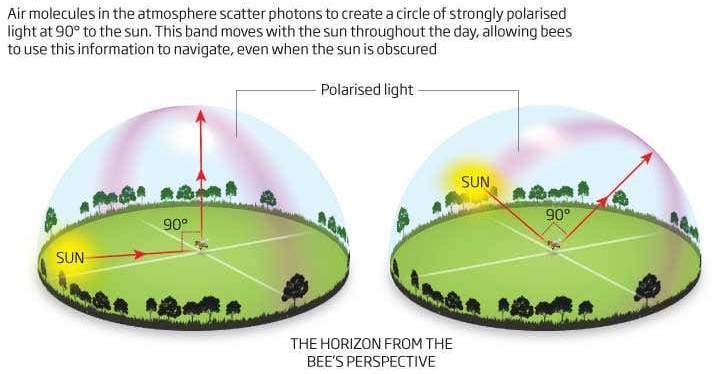 Air molecules in the atmosphere scatter photons to create a circle of strongly polarised
light at 90° to the sun. This band moves with the sun throughout the day, allowing bees
to use this information to navigate, even when the sun is obscured
Polarised light
SUN
90°
SUN
90°
THE HORIZON FROM THE
BEE'S PERSPECTIVE